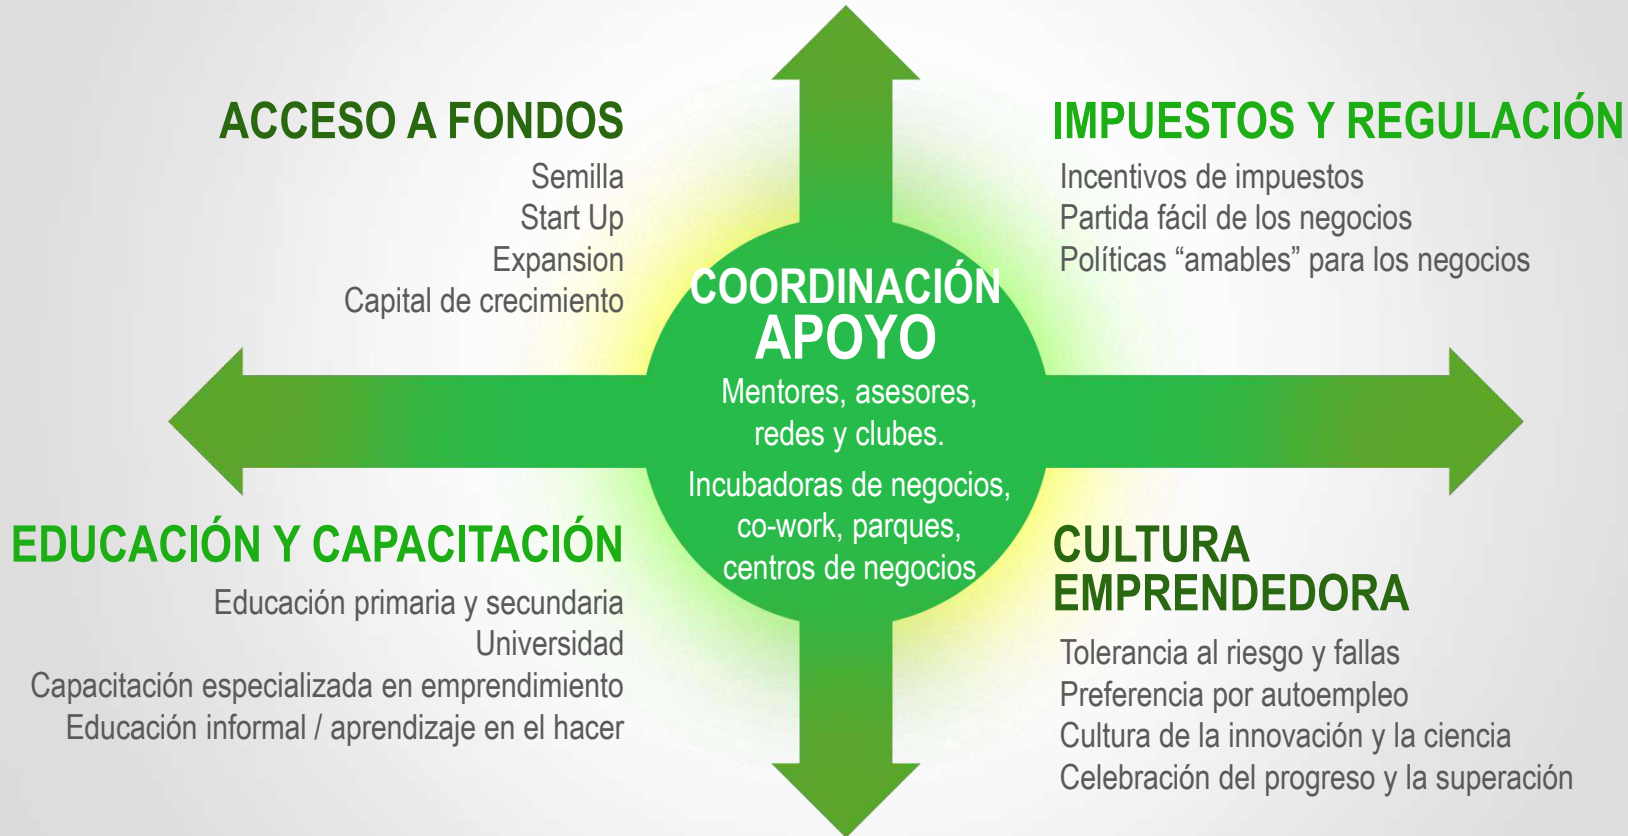 ACCESO A FONDOS
Semilla
Start Up
Expansion
Capital de crecimiento
IMPUESTOS Y REGULACIÓN
Incentivos de impuestos
Partida fácil de los negocios
Políticas “amables” para los negocios
COORDINACIÓN
APOYO
Mentores, asesores,
redes y clubes.
Incubadoras de negocios,
co-work, parques,
centros de negocios
EDUCACIÓN Y CAPACITACIÓN
Educación primaria y secundaria
Universidad
Capacitación especializada en emprendimiento
Educación informal / aprendizaje en el hacer
CULTURA
EMPRENDEDORA
Tolerancia al riesgo y fallas
Preferencia por autoempleo
Cultura de la innovación y la ciencia
Celebración del progreso y la superación